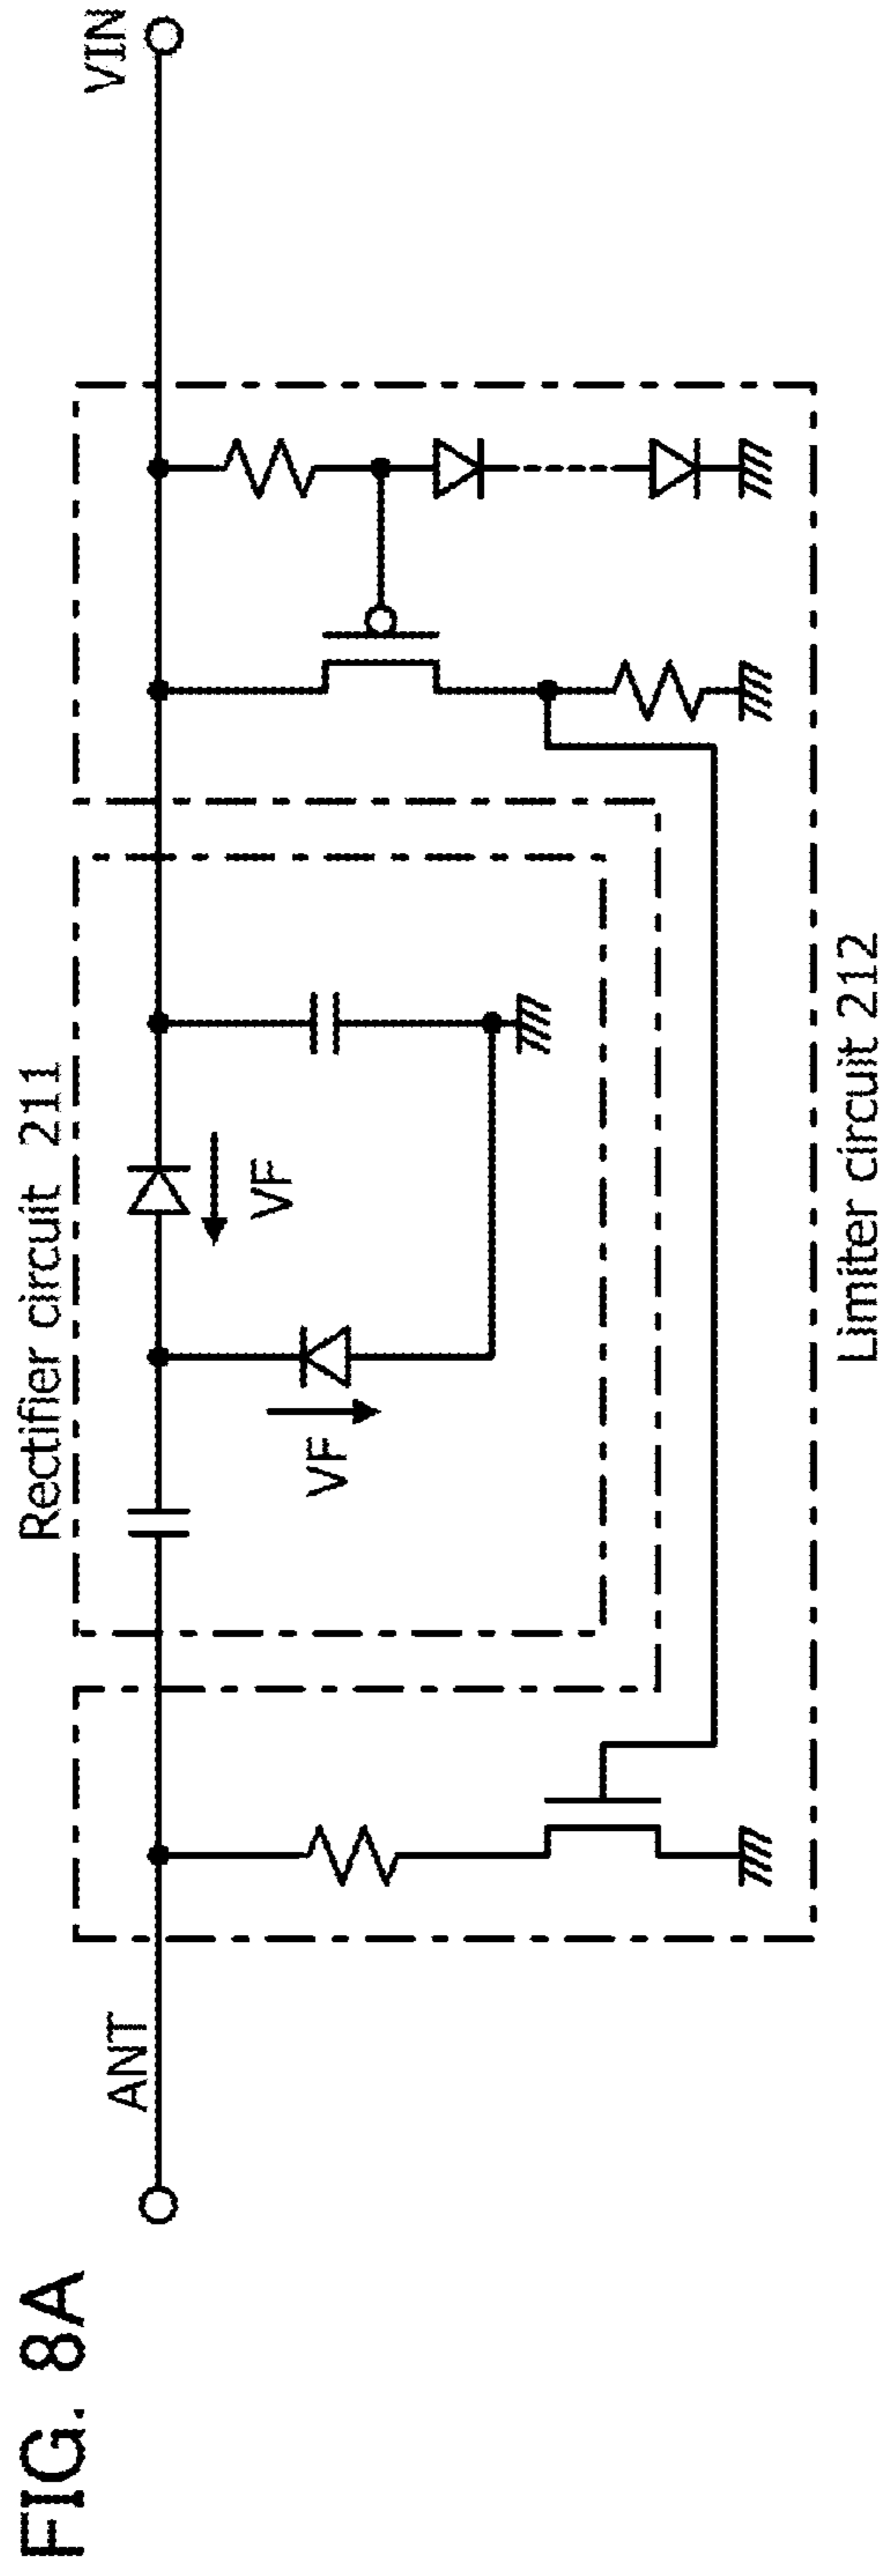 FIG. 8A
Rectifier circuit 211
ANT
VF
VF
VIN
Limiter circuit 212